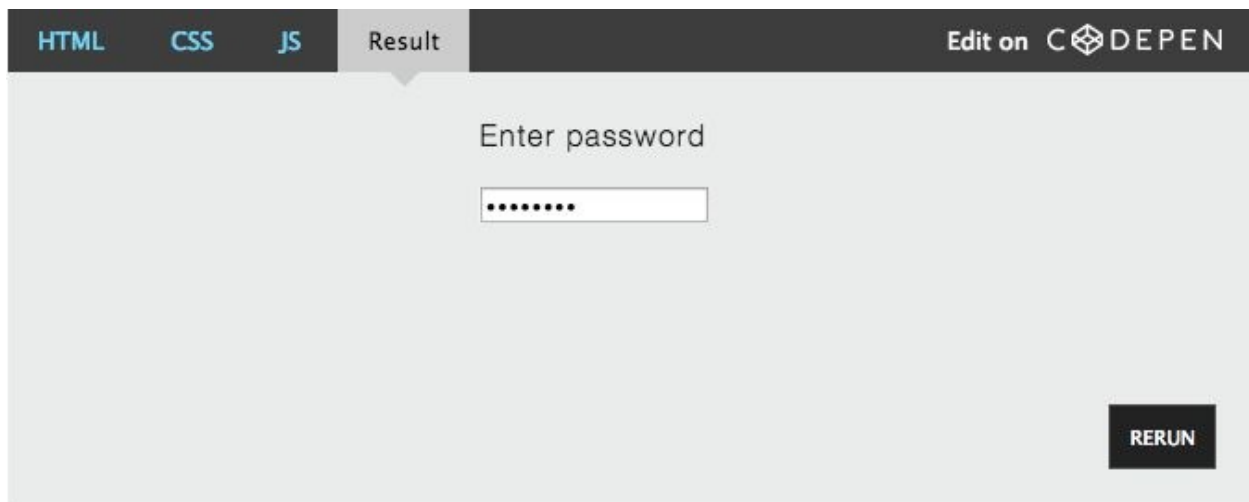 HTML CSS JS Result Edit on CODEPEN
Enter password
••••••••
RERUN